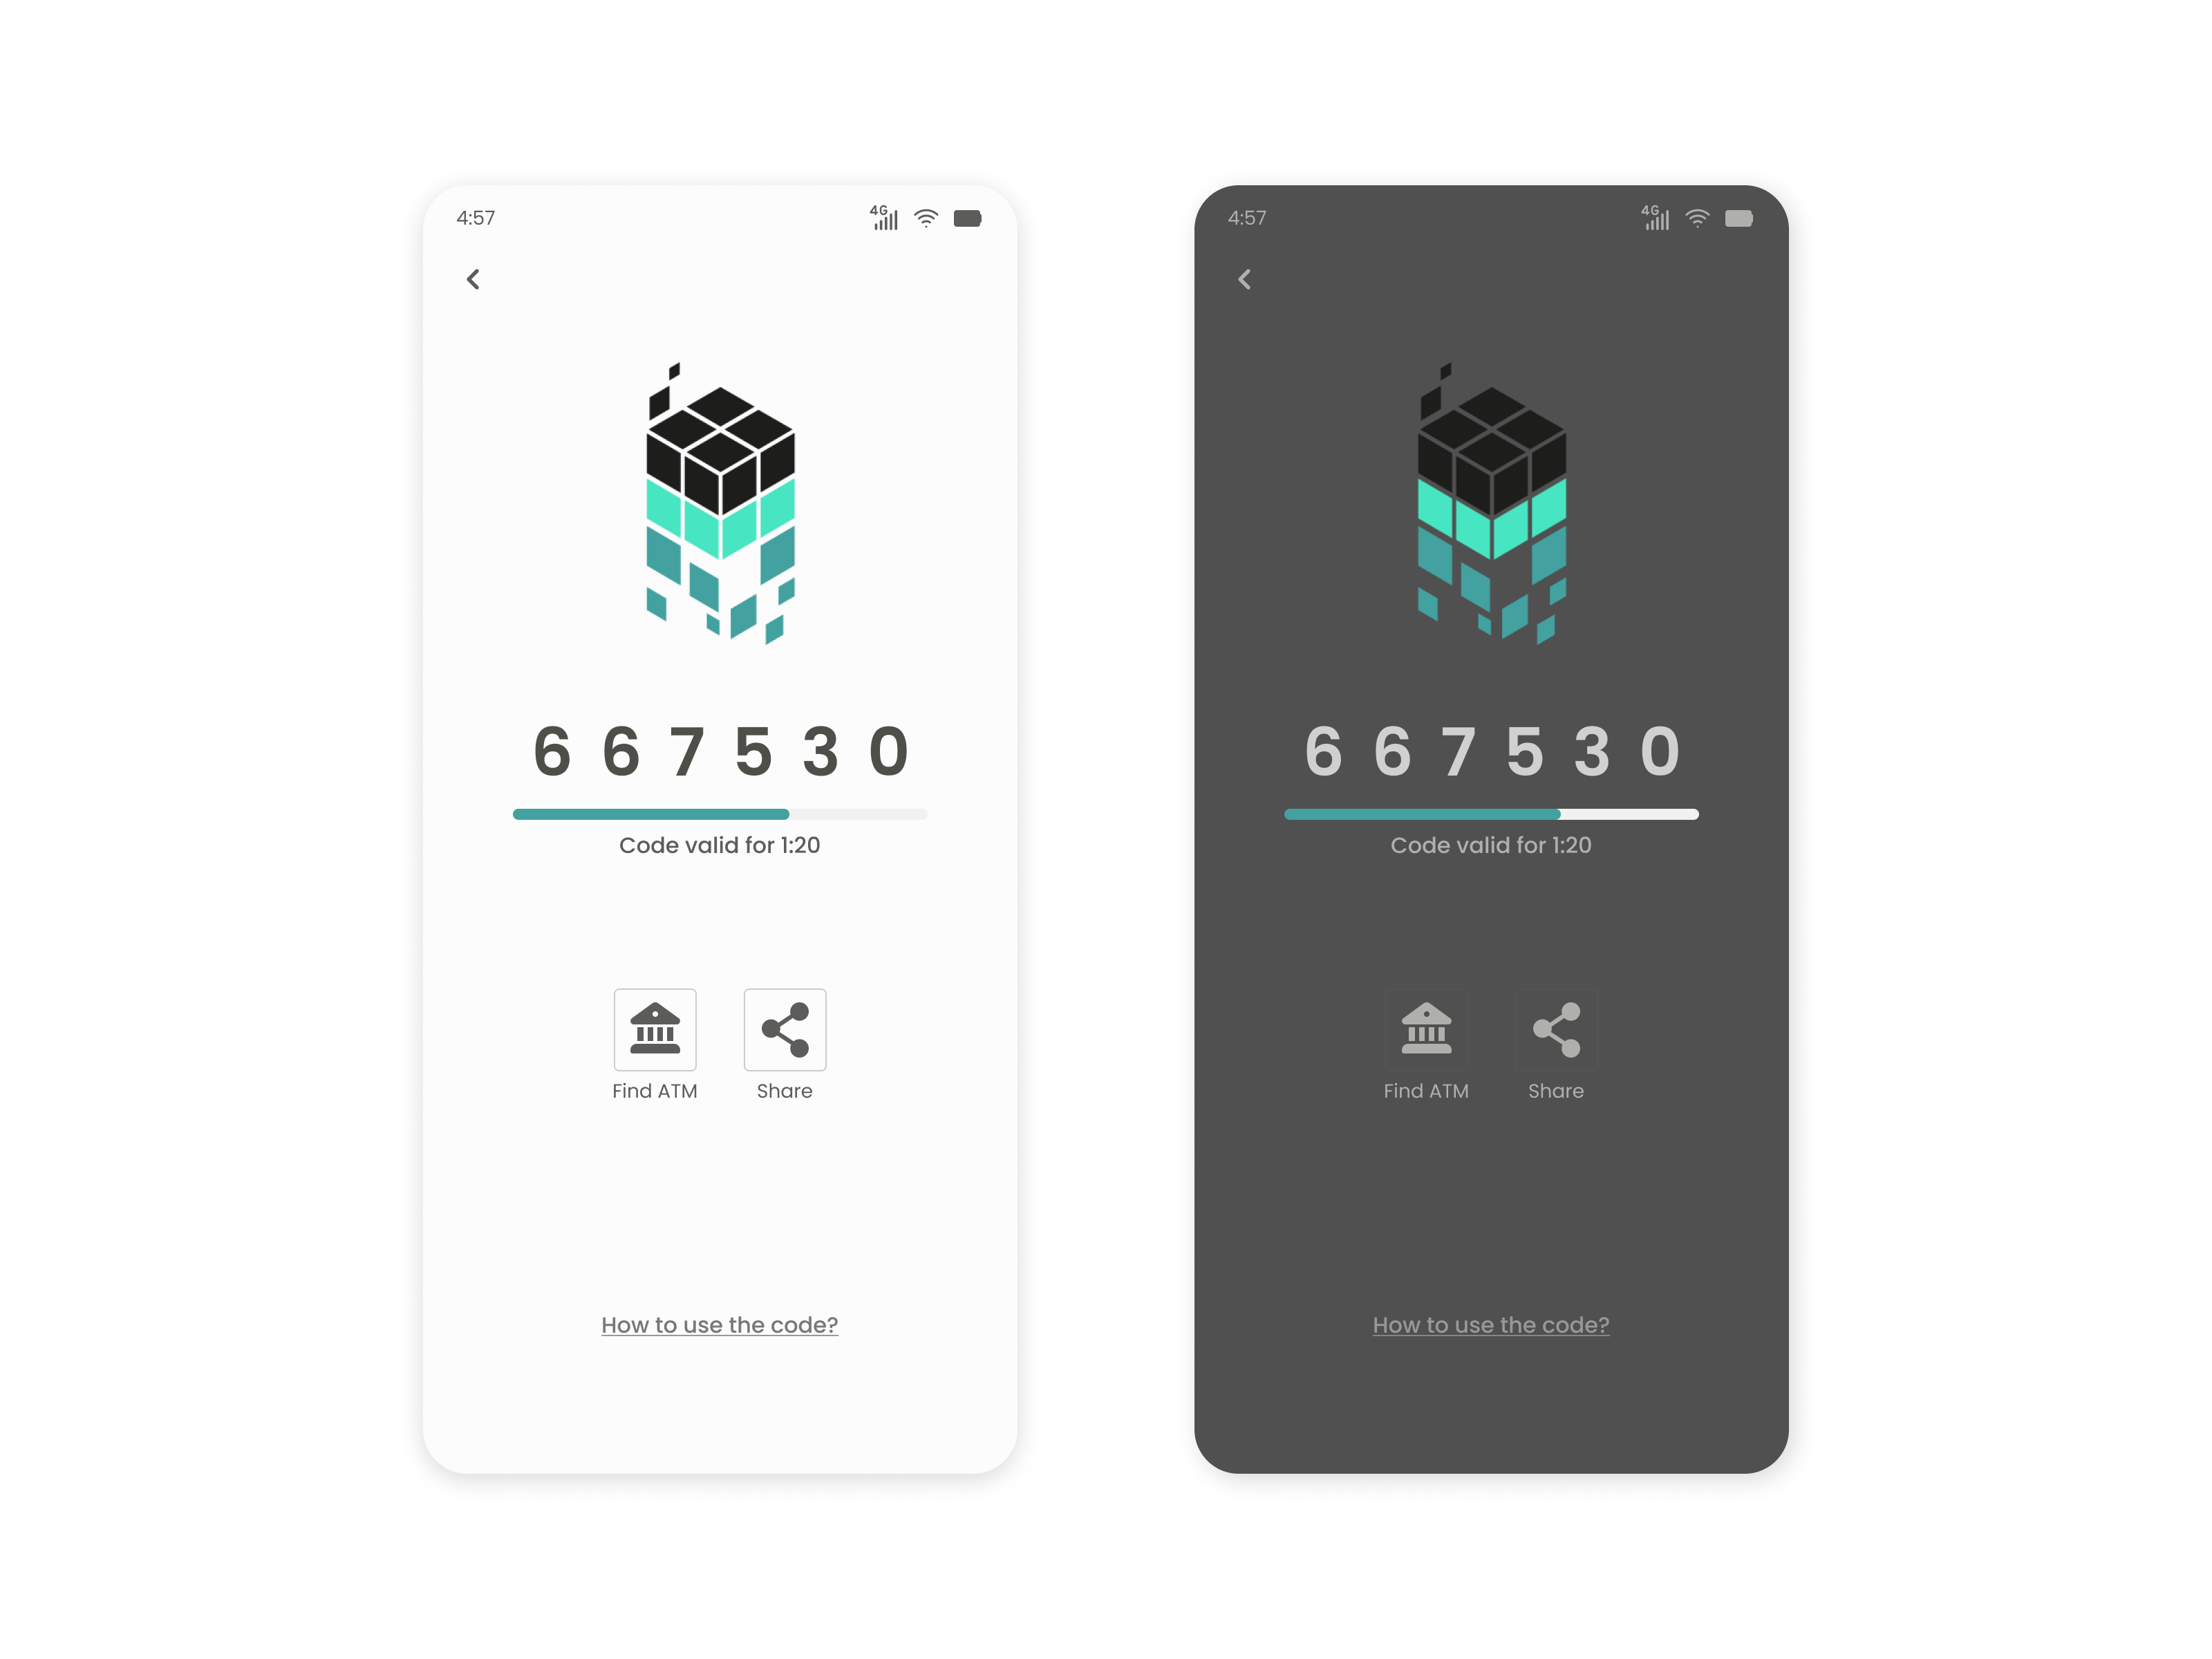 4:57
4G
6 6 7 5 3 0
Code valid for 1:20
Find ATM
Share
How to use the code?
4:57
4G
6 6 7 5 3 0
Code valid for 1:20
Find ATM
Share
How to use the code?